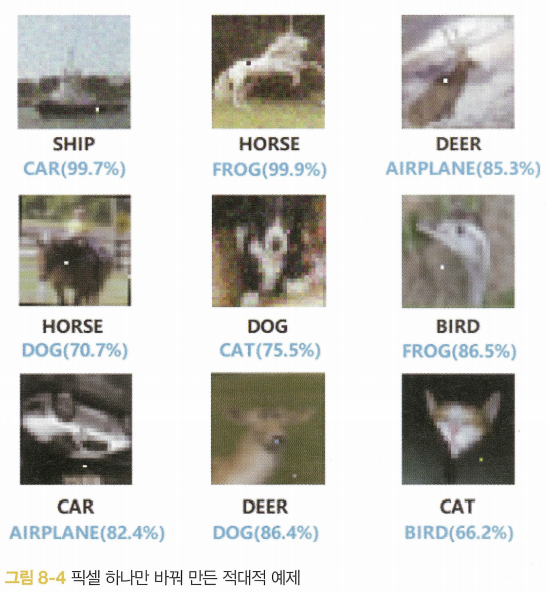 SHIP HORSE DEER
CAR(99.7%) FROG(99.9%) AIRPLANE(85.3%)
HORSE DOG BIRD
DOG(70.7%) CAT(75.5%) FROG(86.5%)
CAR DEER CAT
AIRPLANE(82.4%) DOG(86.4%) BIRD(66.2%)
그림 8-4 픽셀 하나만 바꿔 만든 적대적 예제